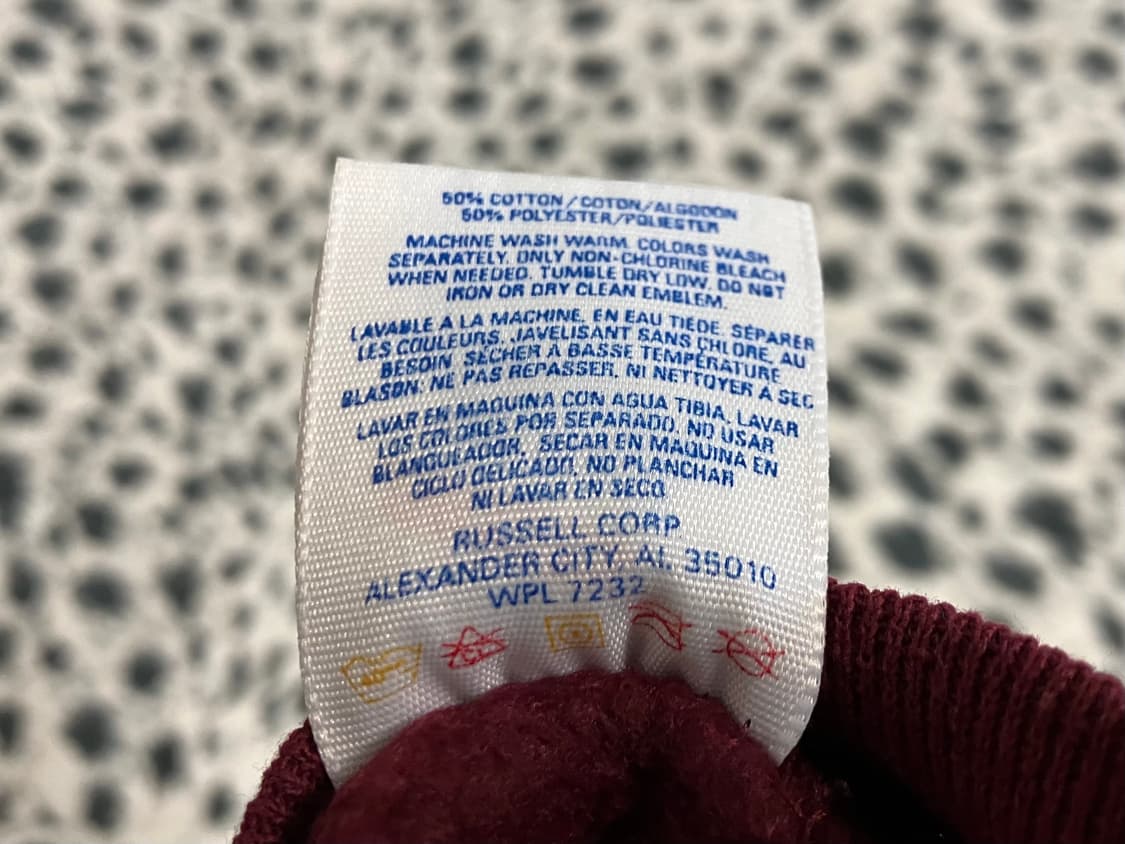 50% COTTON/COTON/ALGODON
50% POLYESTER/POLIESTER
MACHINE WASH WARM. COLORS WASH
SEPARATELY. ONLY NON-CHLORINE BLEACH
WHEN NEEDED. TUMBLE DRY LOW. DO NOT
IRON OR DRY CLEAN EMBLEM.
LAVABLE A LA MACHINE, EN EAU TIEDE. SÉPARER
LES COULEURS. JAVELISANT SANS CHLORE, AU
BESOIN. SÉCHER À BASSE TEMPÉRATURE
BLASON: NE PAS REPASSER, NI NETTOYER À SEC
LAVAR EN MAQUINA CON AGUA TIBIA, LAVAR
LOS COLORES POR SEPARADO, NO USAR
BLANQUEADOR, SECAR EN MAQUINA EN
CICLO DELICADO, NO PLANCHAR
NI LAVAR EN SECO
RUSSELL CORP.
ALEXANDER CITY, AL 35010
WPL 7232